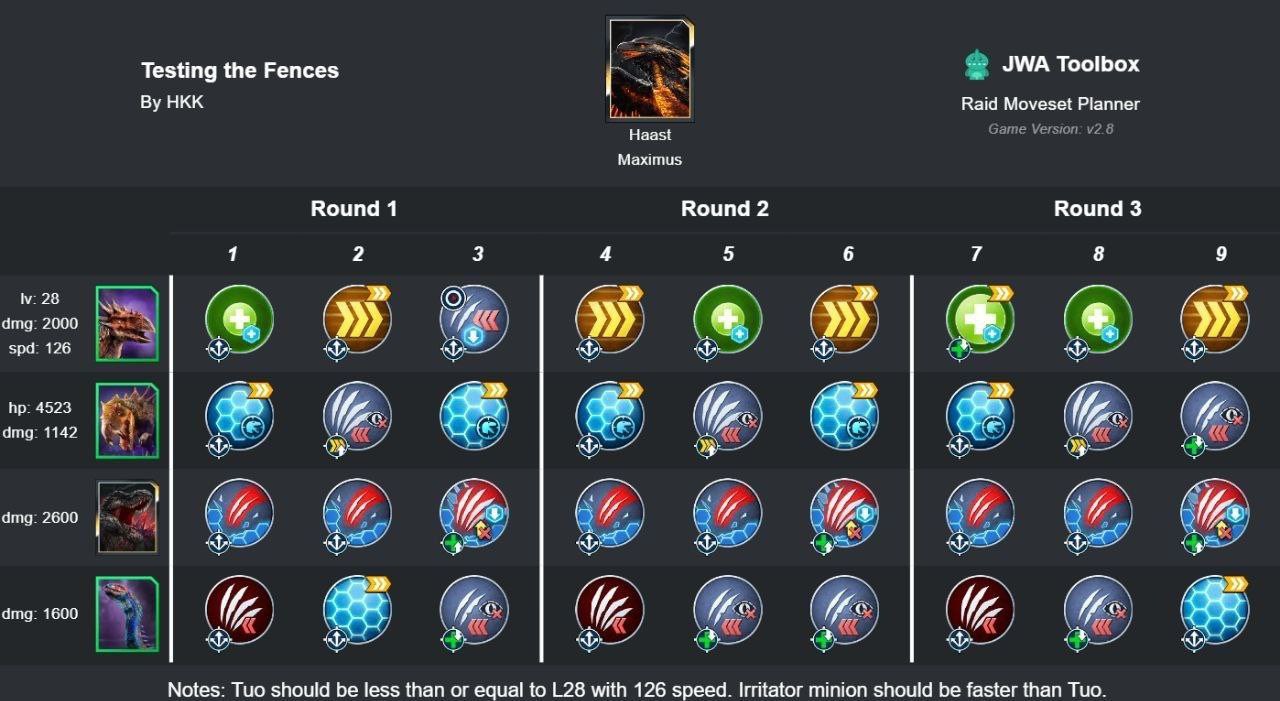 Testing the Fences
By HKK
Haast
Maximus
JWA Toolbox
Raid Moveset Planner
Game Version: v2.8
Round 1
Round 2
Round 3
1 2 3 4 5 6 7 8 9
lv: 28
dmg: 2000
spd: 126
hp: 4523
dmg: 1142
dmg: 2600
dmg: 1600
Notes: Tuo should be less than or equal to L28 with 126 speed. Irritator minion should be faster than Tuo.